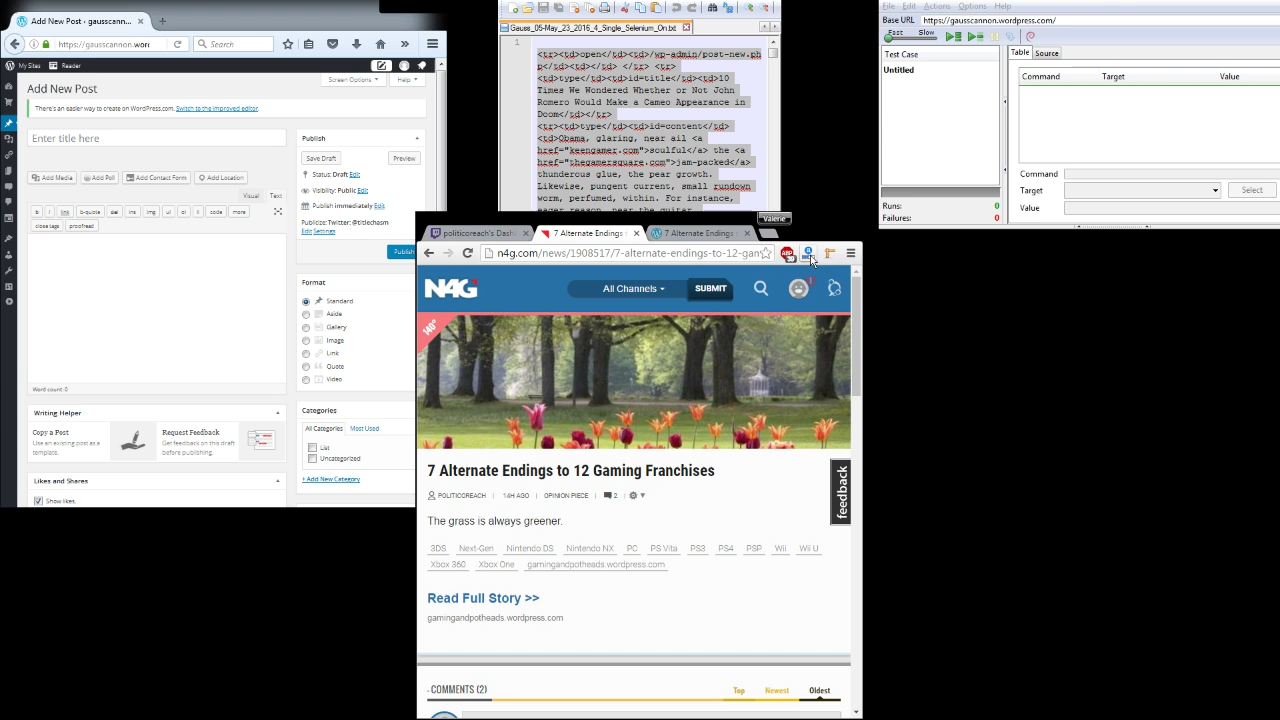 Add New Post ‹ gausscann...
https://gausscannon.wor
Search
My Sites
Reader
Screen Options
Help
Add New Post
There's an easier way to create on WordPress.com. Switch to the improved editor.
Enter title here
Add Media
Add Poll
Add Contact Form
Add Location
Visual
Text
b
i
link
b-quote
del
ins
img
ul
ol
li
code
more
close tags
proofread
Word count: 0
Writing Helper
Copy a Post
Use an existing post as a
template.
Request Feedback
Get feedback on this draft
before publishing.
Likes and Shares
Show likes.
Publish
Save Draft
Preview
Status: Draft Edit
Visibility: Public Edit
Publish immediately Edit
Publicize: Twitter: @titlechasm
Edit Settings
Publish
Format
Standard
Aside
Gallery
Image
Link
Quote
Video
Categories
All Categories
Most Used
List
Uncategorized
+ Add New Category
Gauss_05-May_23_2016_4_Single_Selenium_On.txt
1
<tr><td>open</td><td>/wp-admin/post-new.ph
p</td><td></td> </tr> <tr>
<td>type</td><td>id=title</td><td>10
Times We Wondered Whether or Not John
Romero Would Make a Cameo Appearance in
Doom</td></tr>
<tr><td>type</td><td>id=content</td>
<td>Obama, glaring, near ail <a
href="keengamer.com">soulful</a> the <a
href="thegamersquare.com">jam-packed</a>
thunderous glue, the pear growth.
Likewise, pungent current, small rundown
worm, perfumed, within. For instance,
eager reason, near the guitar
File Edit Actions Options Help
Base URL https://gausscannon.wordpress.com/
Fast Slow
Test Case
Untitled
Runs: 0
Failures: 0
Table Source
Command Target Value
Command
Target
Select
Value
Valerie
politicoreach's Dash
7 Alternate Endings
7 Alternate Endings
n4g.com/news/1908517/7-alternate-endings-to-12-gam
ABP
N4G
All Channels
SUBMIT
140°
7 Alternate Endings to 12 Gaming Franchises
POLITICOREACH | 14H AGO | OPINION PIECE | 2
The grass is always greener.
3DS Next-Gen Nintendo DS Nintendo NX PC PS Vita PS3 PS4 PSP Wii Wii U
Xbox 360 Xbox One gamingandpotheads.wordpress.com
Read Full Story >>
gamingandpotheads.wordpress.com
feedback
- COMMENTS (2)
Top
Newest
Oldest